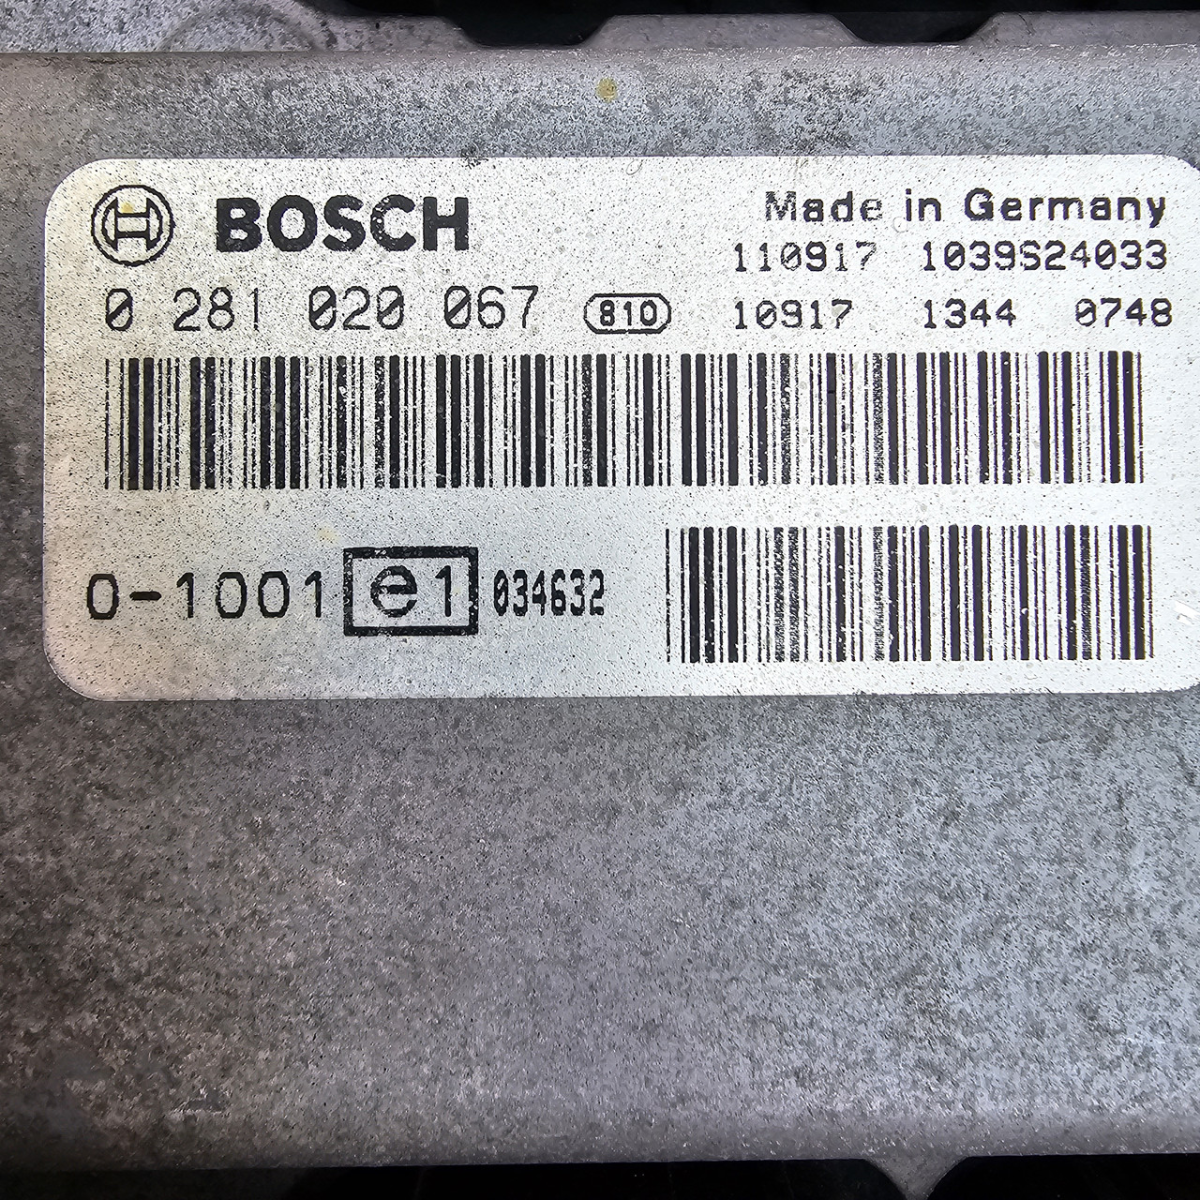 BOSCH
Made in Germany
110917 1039S24033
0 281 020 067 810 10917 1344 0748
0-1001 e1 034632